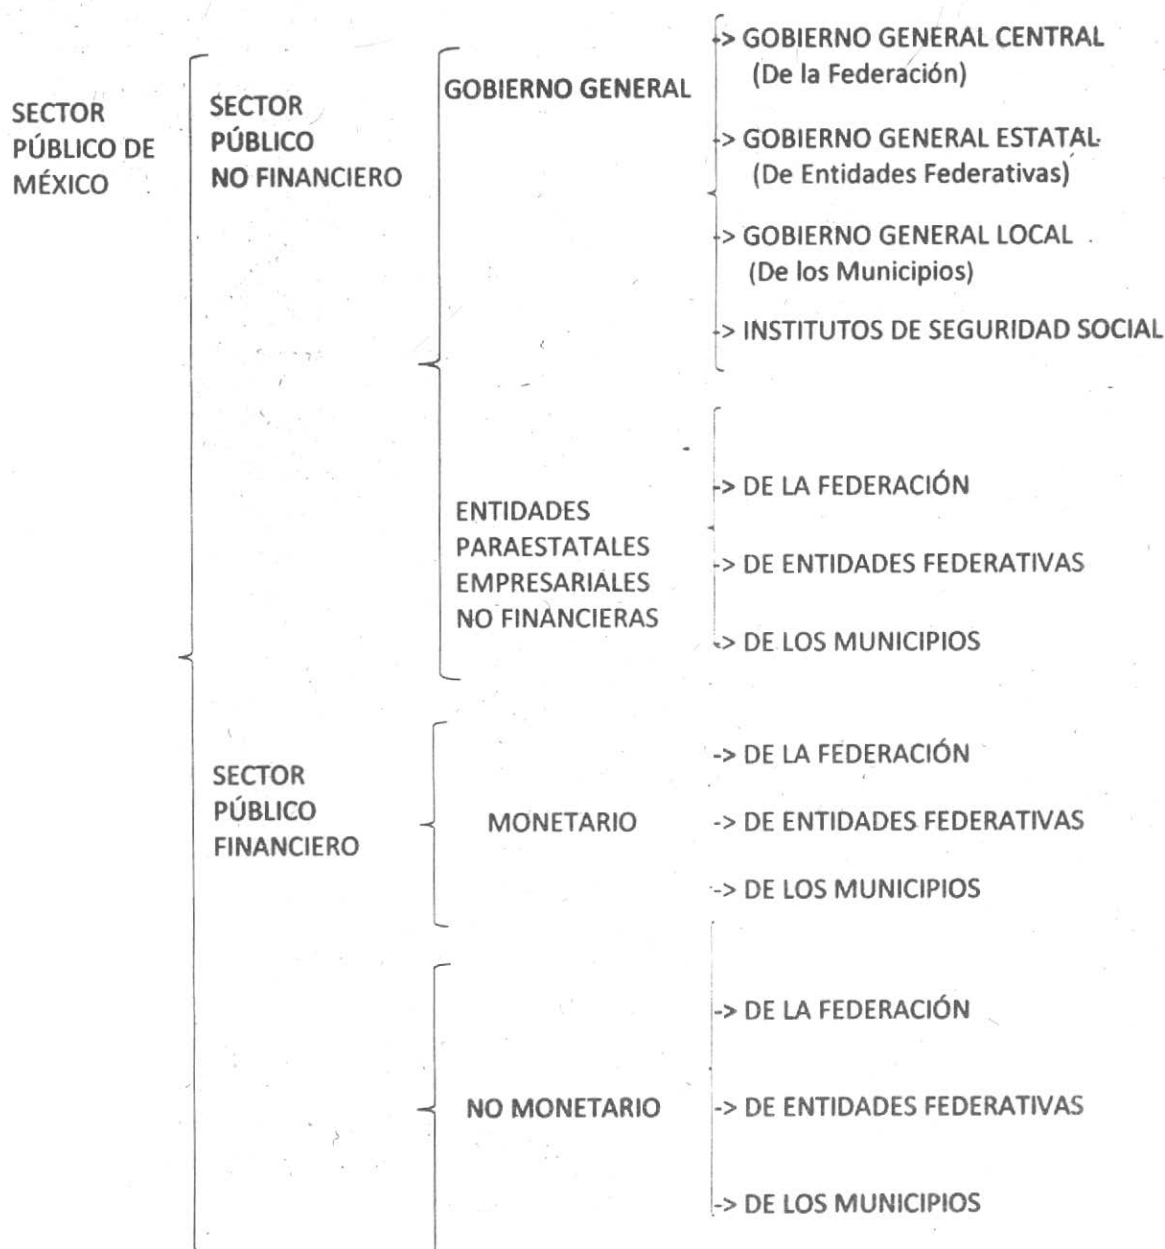 SECTOR
PÚBLICO DE
MÉXICO
SECTOR
PÚBLICO
NO FINANCIERO
GOBIERNO GENERAL
-> GOBIERNO GENERAL CENTRAL
(De la Federación)
-> GOBIERNO GENERAL ESTATAL
(De Entidades Federativas)
-> GOBIERNO GENERAL LOCAL
(De los Municipios)
-> INSTITUTOS DE SEGURIDAD SOCIAL
ENTIDADES
PARAESTATALES
EMPRESARIALES
NO FINANCIERAS
-> DE LA FEDERACIÓN
-> DE ENTIDADES FEDERATIVAS
-> DE LOS MUNICIPIOS
SECTOR
PÚBLICO
FINANCIERO
MONETARIO
-> DE LA FEDERACIÓN
-> DE ENTIDADES FEDERATIVAS
-> DE LOS MUNICIPIOS
NO MONETARIO
-> DE LA FEDERACIÓN
-> DE ENTIDADES FEDERATIVAS
-> DE LOS MUNICIPIOS